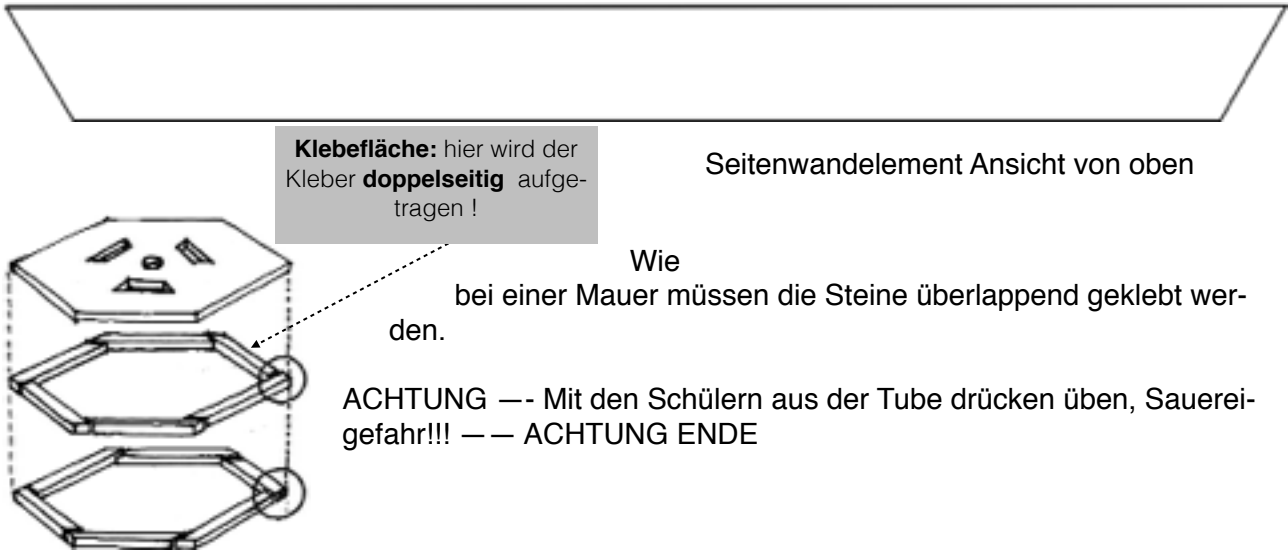 Klebefläche: hier wird der
Kleber doppelseitig aufge-
tragen !
Seitenwandelement Ansicht von oben
Wie
bei einer Mauer müssen die Steine überlappend geklebt wer-
den.
ACHTUNG —- Mit den Schülern aus der Tube drücken üben, Sauerei-
gefahr!!! — — ACHTUNG ENDE